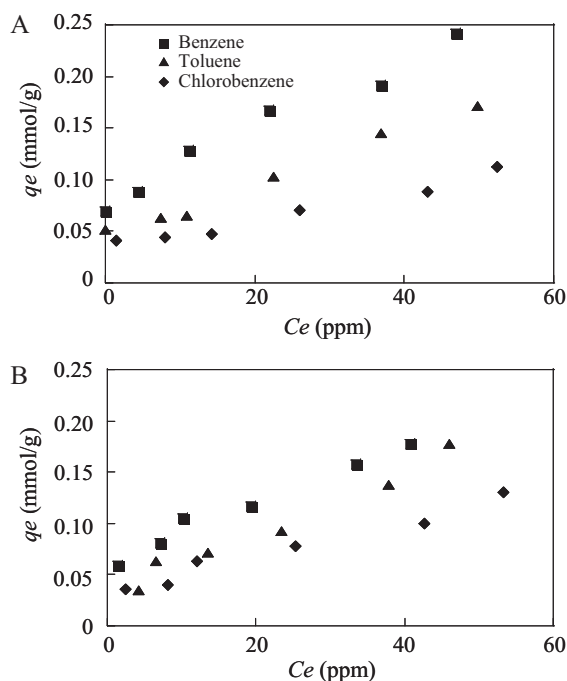 A
0.25
0.20
0.15
0.10
0.05
0
qe (mmol/g)
Benzene
Toluene
Chlorobenzene
0 20 40 60
Ce (ppm)
B
0.25
0.20
0.15
0.10
0.05
0
qe (mmol/g)
0 20 40 60
Ce (ppm)